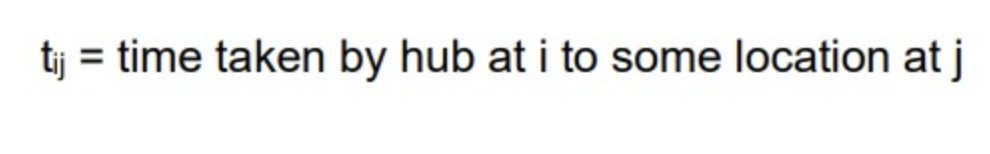 tᵢⱼ = time taken by hub at i to some location at j